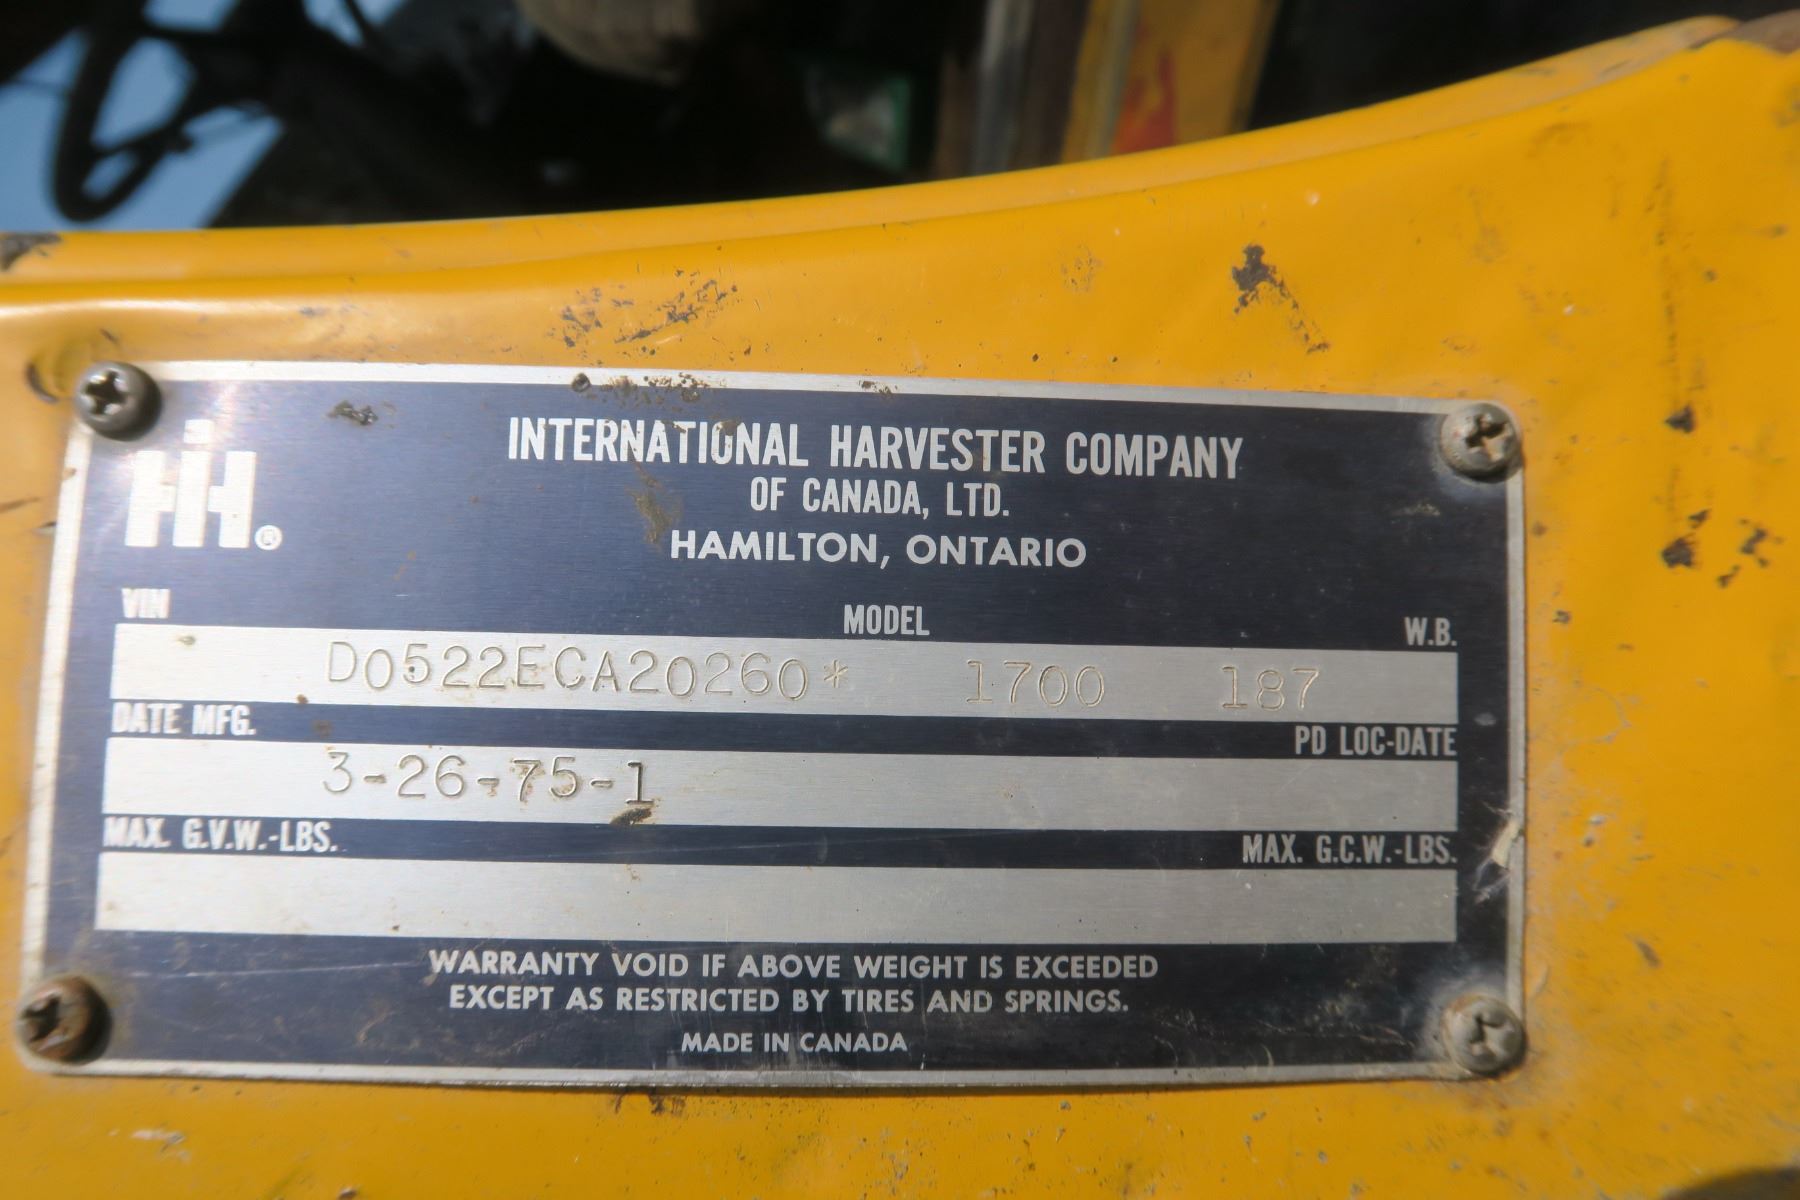 INTERNATIONAL HARVESTER COMPANY
OF CANADA, LTD.
HAMILTON, ONTARIO
IH®
VIN MODEL W.B.
D0522ECA20260* 1700 187
DATE MFG. PD LOC-DATE
3-26-75-1
MAX. G.V.W.-LBS. MAX. G.C.W.-LBS.
WARRANTY VOID IF ABOVE WEIGHT IS EXCEEDED
EXCEPT AS RESTRICTED BY TIRES AND SPRINGS.
MADE IN CANADA